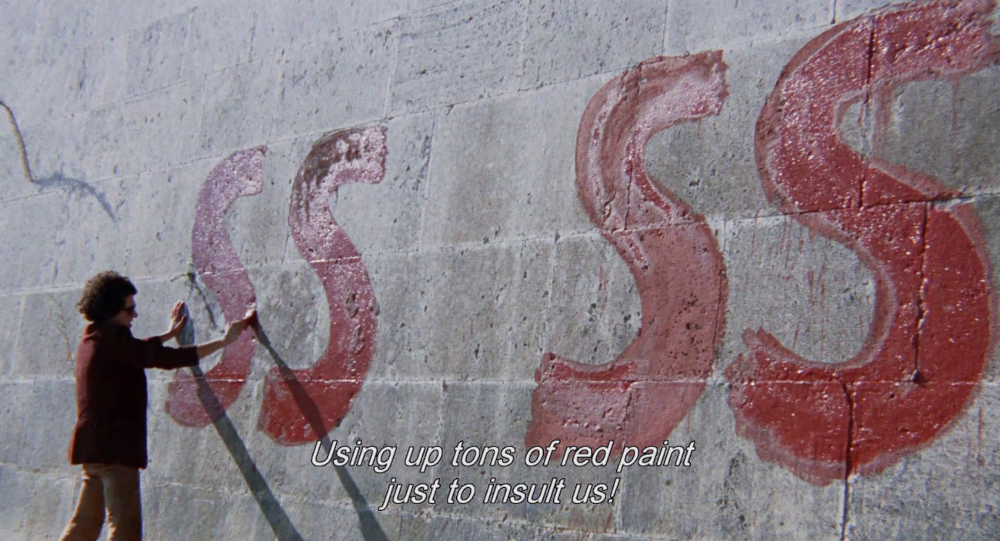 SS SS
Using up tons of red paint
just to insult us!